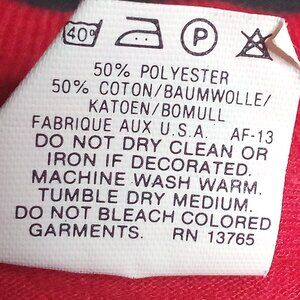 40° P
50% POLYESTER
50% COTON/BAUMWOLLE/
KATOEN/BOMULL
FABRIQUE AUX U.S.A. AF-13
DO NOT DRY CLEAN OR
IRON IF DECORATED.
MACHINE WASH WARM.
TUMBLE DRY MEDIUM.
DO NOT BLEACH COLORED
GARMENTS. RN 13765